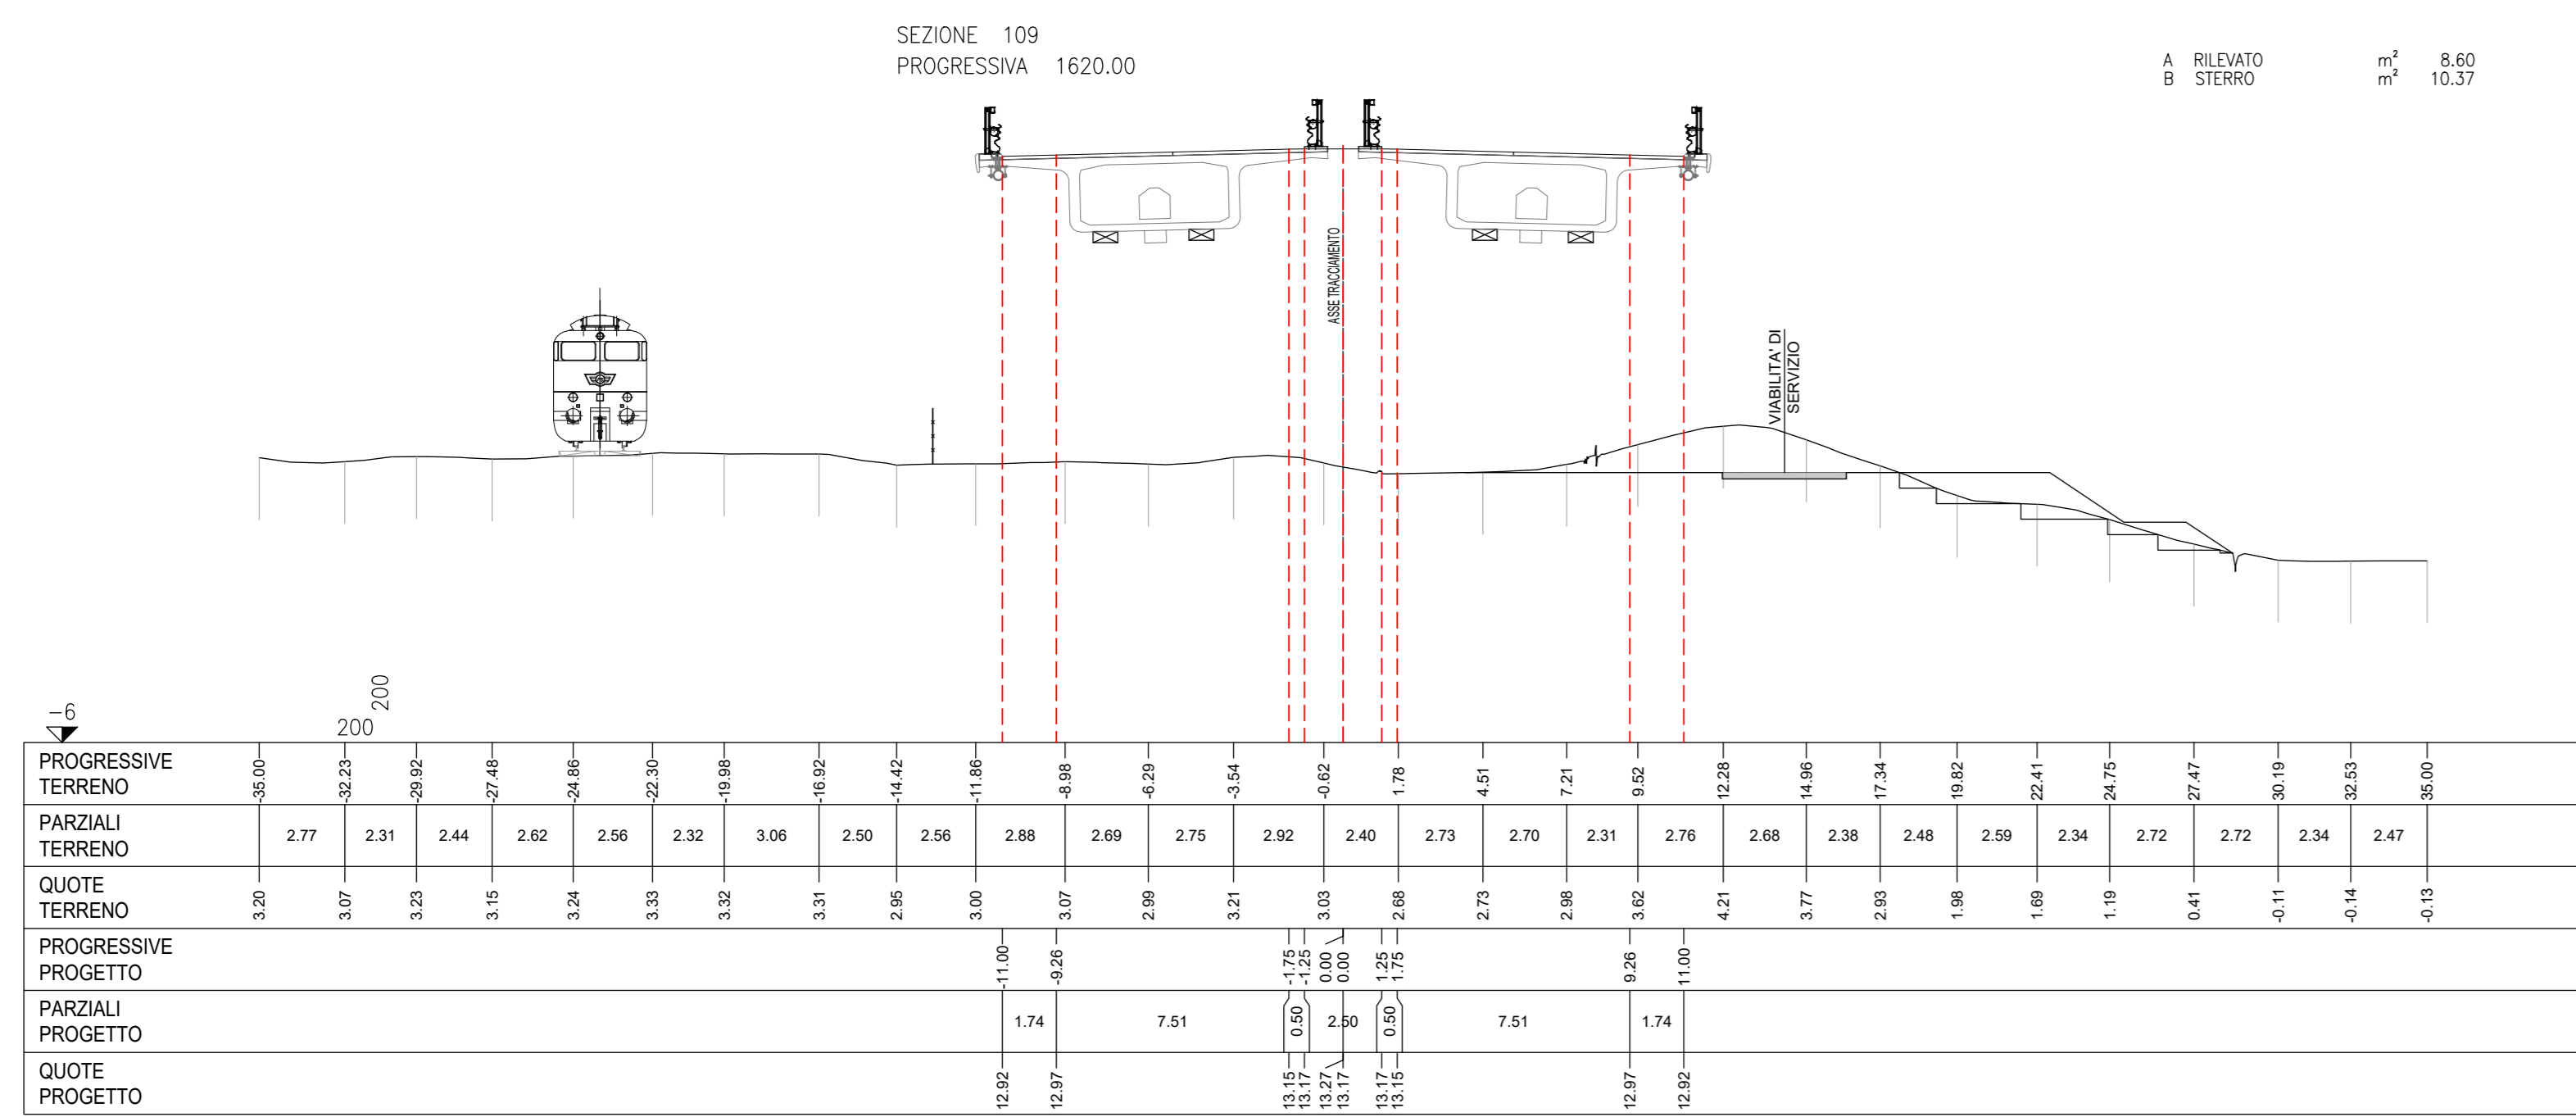 SEZIONE 109
PROGRESSIVA 1620.00
A RILEVATO m² 8.60
B STERRO m² 10.37
ASSE TRACCIAMENTO
VIABILITA' DI
SERVIZIO
-6
200
200
PROGRESSIVE
TERRENO
-35.00 -32.23 -29.92 -27.48 -24.86 -22.30 -19.98 -16.92 -14.42 -11.86 -8.98 -6.29 -3.54 -0.62 1.78 4.51 7.21 9.52 12.28 14.96 17.34 19.82 22.41 24.75 27.47 30.19 32.53 35.00
PARZIALI
TERRENO
2.77 2.31 2.44 2.62 2.56 2.32 3.06 2.50 2.56 2.88 2.69 2.75 2.92 2.40 2.73 2.70 2.31 2.76 2.68 2.38 2.48 2.59 2.34 2.72 2.72 2.34 2.47
QUOTE
TERRENO
3.20 3.07 3.23 3.15 3.24 3.33 3.32 3.31 2.95 3.00 3.07 2.99 3.21 3.03 2.68 2.73 2.98 3.62 4.21 3.77 2.93 1.98 1.69 1.19 0.41 -0.11 -0.14 -0.13
PROGRESSIVE
PROGETTO
-11.00 -9.26 -1.75 -1.25 0.00 0.00 1.25 1.75 9.26 11.00
PARZIALI
PROGETTO
1.74 7.51 0.50 2.50 0.50 7.51 1.74
QUOTE
PROGETTO
12.92 12.97 13.15 13.17 13.27 13.17 13.17 13.15 12.97 12.92